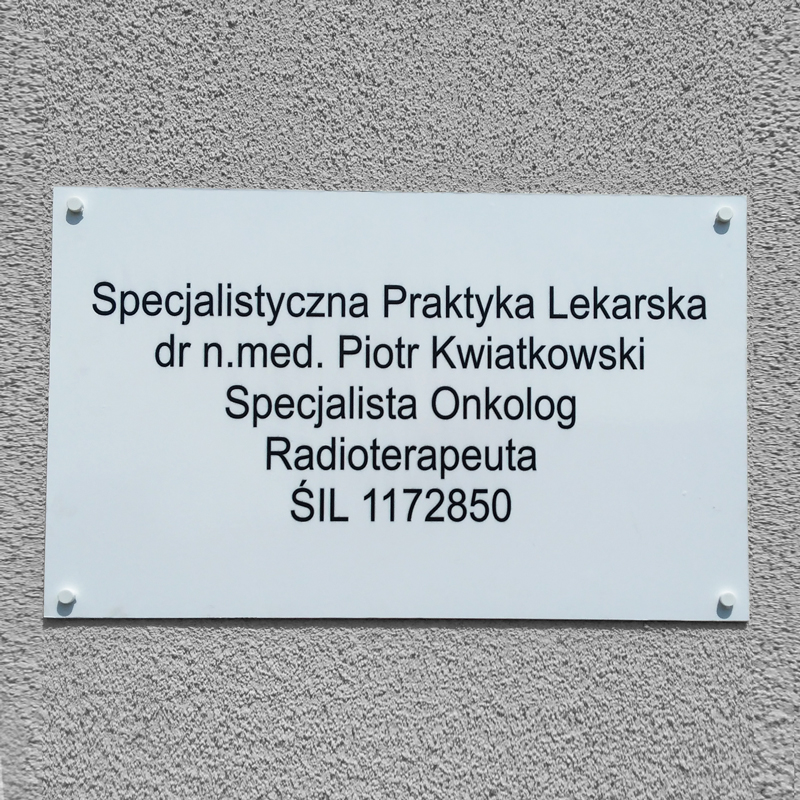 Specjalistyczna Praktyka Lekarska
dr n.med. Piotr Kwiatkowski
Specjalista Onkolog
Radioterapeuta
ŚIL 1172850